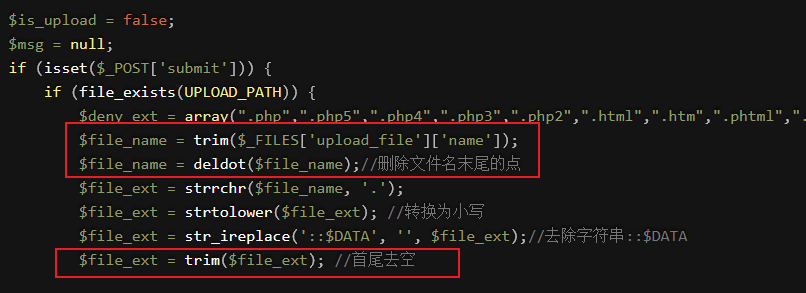 $is_upload = false;
$msg = null;
if (isset($_POST['submit'])) {
if (file_exists(UPLOAD_PATH)) {
$deny_ext = array(".php",".php5",".php4",".php3",".php2",".html",".htm",".phtml",".
$file_name = trim($_FILES['upload_file']['name']);
$file_name = deldot($file_name);//删除文件名末尾的点
$file_ext = strrchr($file_name, '.');
$file_ext = strtolower($file_ext); //转换为小写
$file_ext = str_ireplace('::$DATA', '', $file_ext);//去除字符串::$DATA
$file_ext = trim($file_ext); //首尾去空